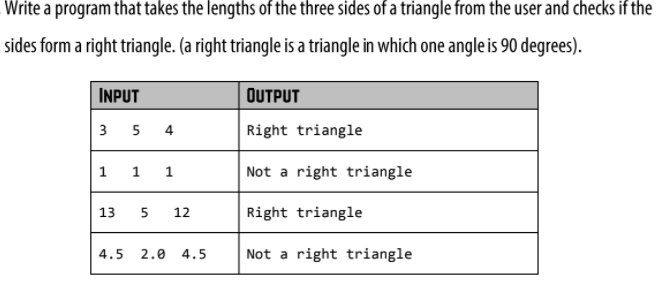 Write a program that takes the lengths of the three sides of a triangle from the user and checks if the
sides form a right triangle. (a right triangle is a triangle in which one angle is 90 degrees).
INPUT OUTPUT
3 5 4 Right triangle
1 1 1 Not a right triangle
13 5 12 Right triangle
4.5 2.0 4.5 Not a right triangle